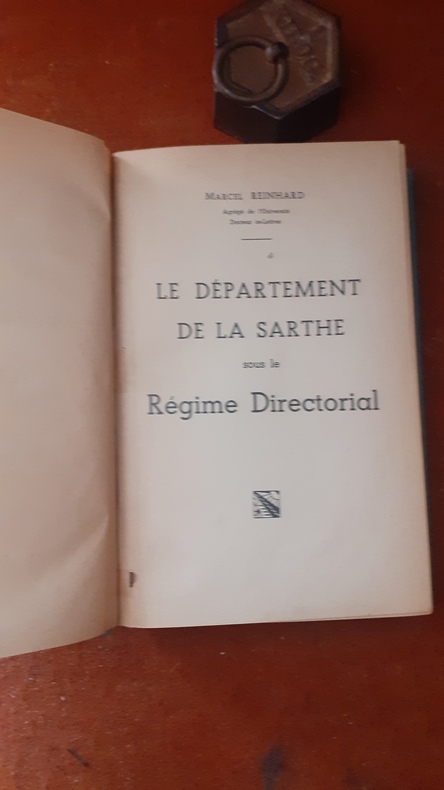 MARCEL REINHARD
Agrégé de l'Université
Docteur ès-Lettres
LE DÉPARTEMENT
DE LA SARTHE
sous le
Régime Directorial